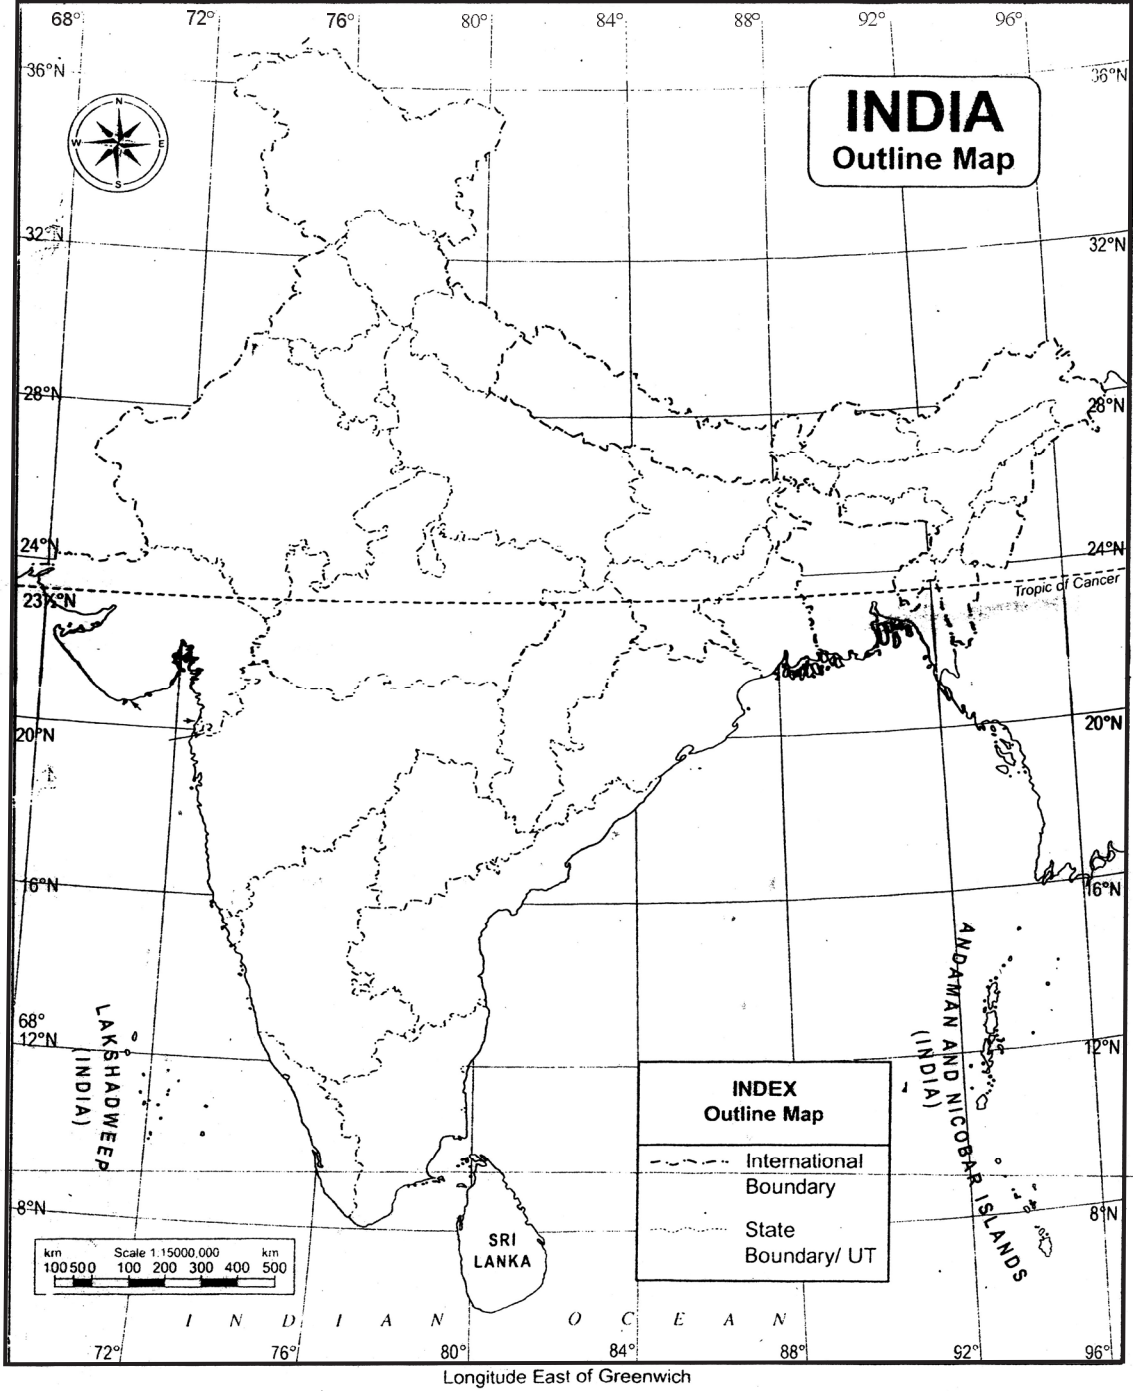 68° 72° 76° 80° 84° 88° 92° 96°
36°N 36°N
N
W E
S
INDIA
Outline Map
32°N 32°N
28°N 28°N
24°N 24°N
23½°N Tropic of Cancer
20°N 20°N
16°N 16°N
ANDAMAN AND NICOBAR ISLANDS
(INDIA)
LAKSHADWEEP
(INDIA)
68°
12°N 12°N
INDEX
Outline Map
International
Boundary
State
Boundary/ UT
8°N 8°N
SRI
LANKA
km Scale 1:15000,000 km
100 50 0 100 200 300 400 500
INDIAN OCEAN
72° 76° 80° 84° 88° 92° 96°
Longitude East of Greenwich